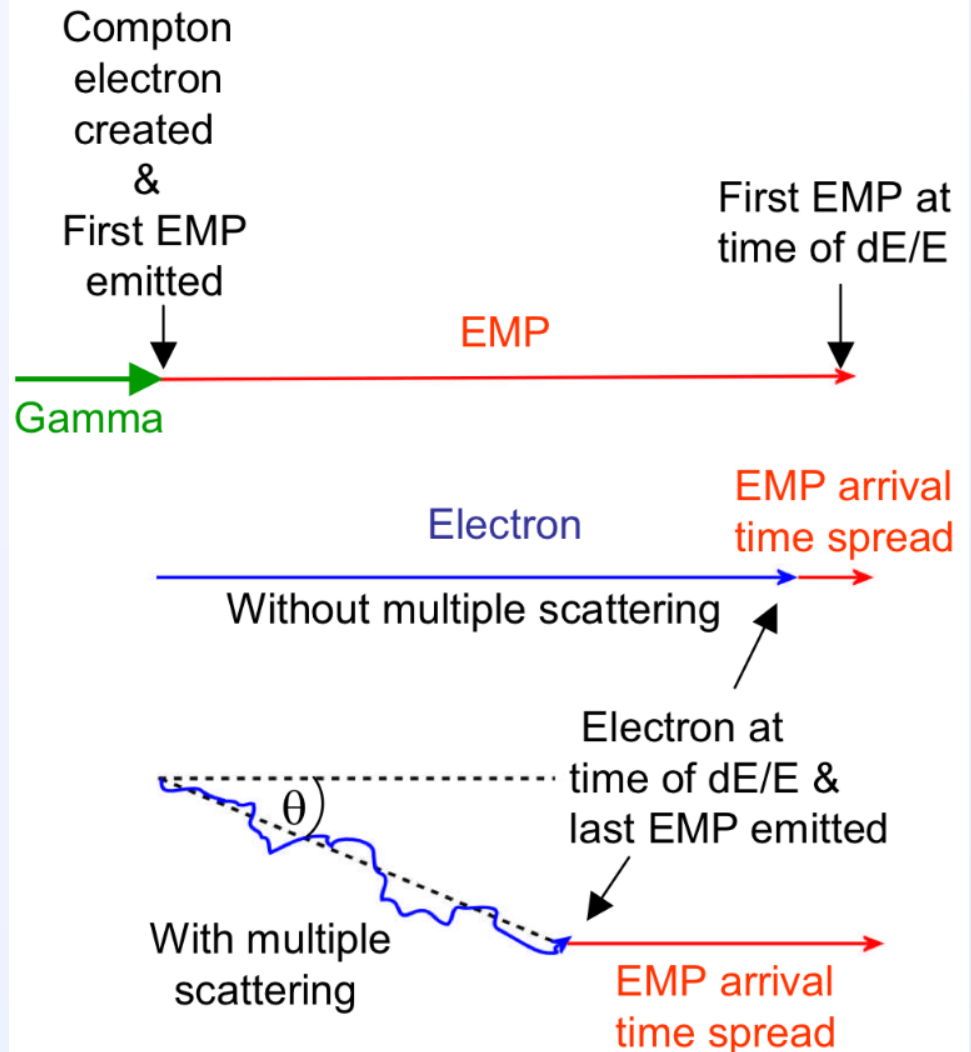 Compton
electron
created
&
First EMP
emitted
First EMP at
time of dE/E
EMP
Gamma
EMP arrival
time spread
Electron
Without multiple scattering
Electron at
time of dE/E &
last EMP emitted
θ
With multiple
scattering
EMP arrival
time spread